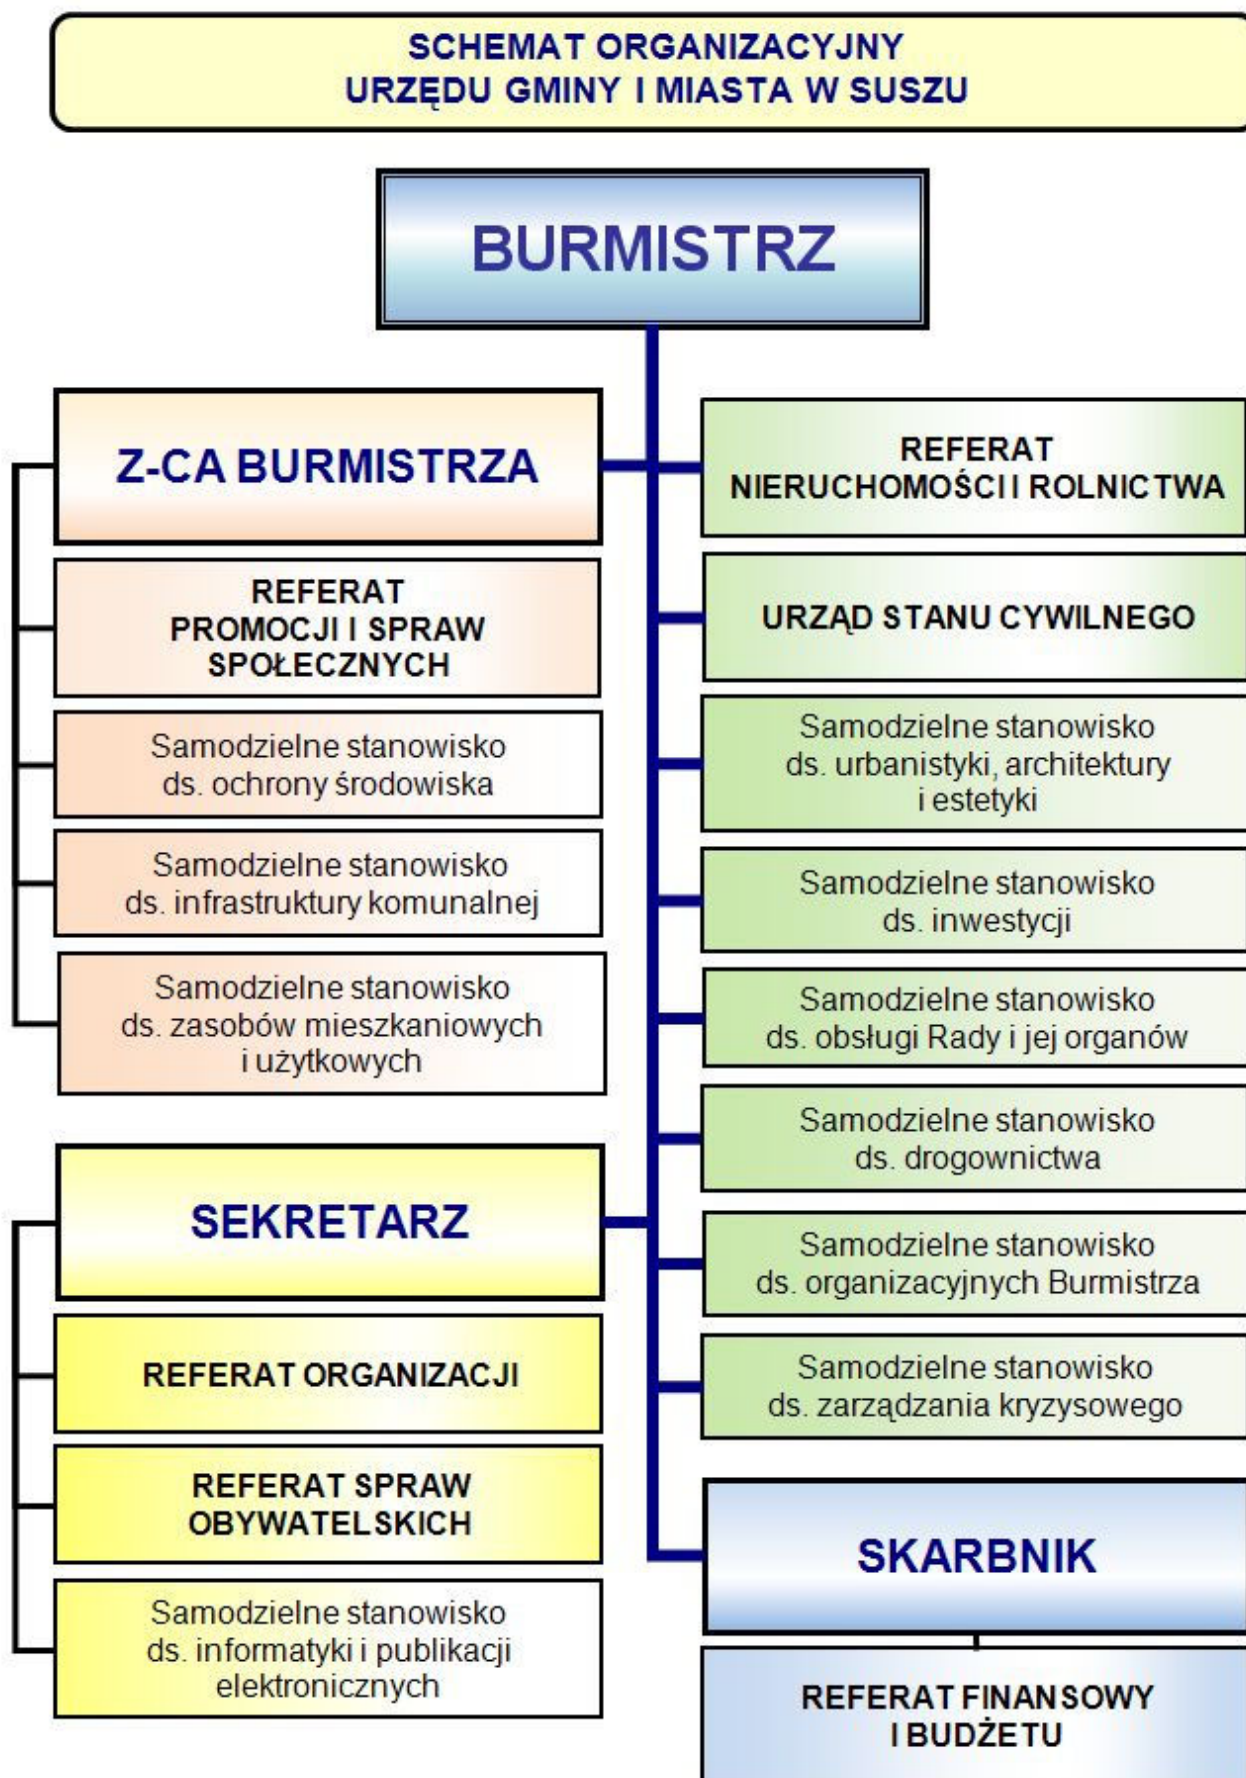 SCHEMAT ORGANIZACYJNY
URZĘDU GMINY I MIASTA W SUSZU
BURMISTRZ
Z-CA BURMISTRZA
REFERAT
PROMOCJI I SPRAW
SPOŁECZNYCH
Samodzielne stanowisko
ds. ochrony środowiska
Samodzielne stanowisko
ds. infrastruktury komunalnej
Samodzielne stanowisko
ds. zasobów mieszkaniowych
i użytkowych
SEKRETARZ
REFERAT ORGANIZACJI
REFERAT SPRAW
OBYWATELSKICH
Samodzielne stanowisko
ds. informatyki i publikacji
elektronicznych
REFERAT
NIERUCHOMOŚCI I ROLNICTWA
URZĄD STANU CYWILNEGO
Samodzielne stanowisko
ds. urbanistyki, architektury
i estetyki
Samodzielne stanowisko
ds. inwestycji
Samodzielne stanowisko
ds. obsługi Rady i jej organów
Samodzielne stanowisko
ds. drogownictwa
Samodzielne stanowisko
ds. organizacyjnych Burmistrza
Samodzielne stanowisko
ds. zarządzania kryzysowego
SKARBNIK
REFERAT FINANSOWY
I BUDŻETU